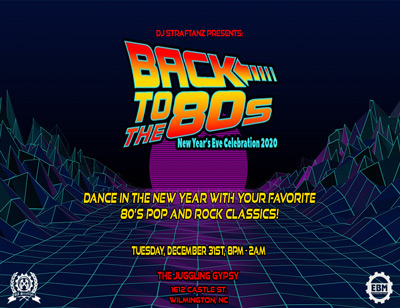 DJ STRAFTANZ PRESENTS:
BACK
TO
THE 80s
New Year's Eve Celebration 2020
DANCE IN THE NEW YEAR WITH YOUR FAVORITE
80'S POP AND ROCK CLASSICS!
TUESDAY, DECEMBER 31ST, 8PM - 2AM
THE JUGGLING GYPSY
1612 CASTLE ST
WILMINGTON, NC
EBM